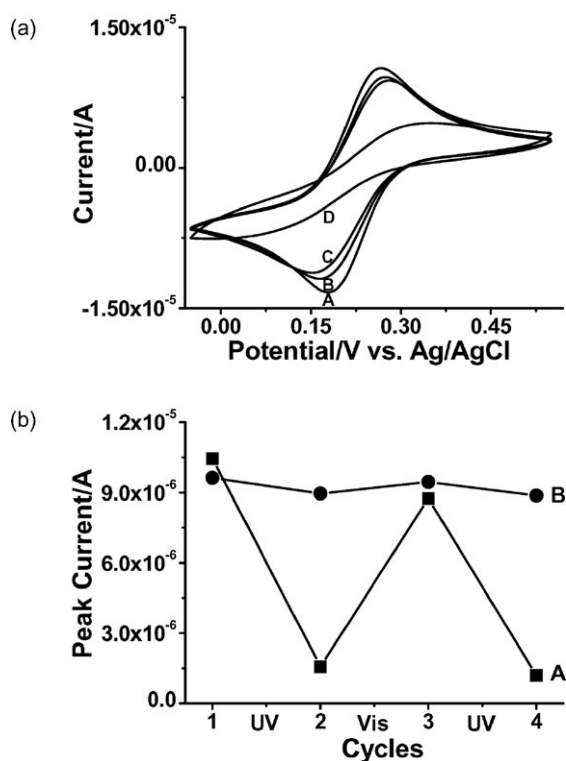 (a)
1.50x10⁻⁵
0.00
-1.50x10⁻⁵
Current/A
D
C
B
A
0.00 0.15 0.30 0.45
Potential/V vs. Ag/AgCl
(b)
1.2x10⁻⁵
9.0x10⁻⁶
6.0x10⁻⁶
3.0x10⁻⁶
0.0
Peak Current/A
B
A
1 UV 2 Vis 3 UV 4
Cycles